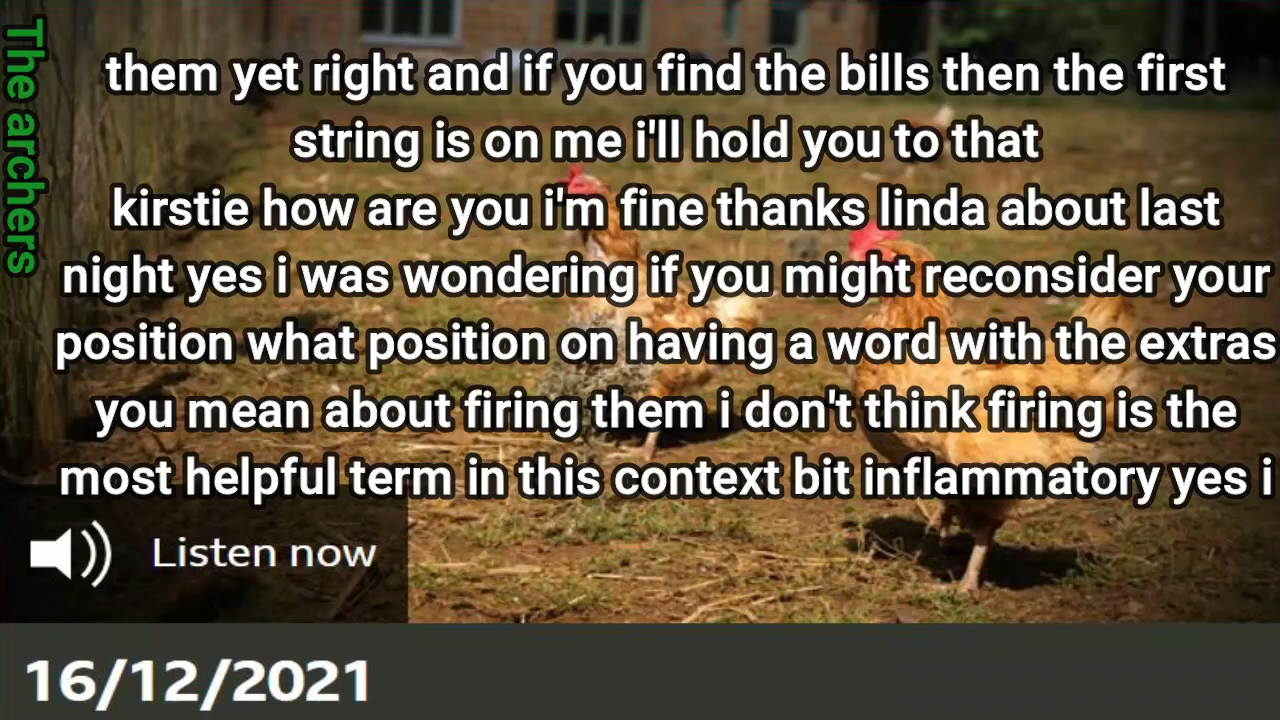 The archers
them yet right and if you find the bills then the first
string is on me i'll hold you to that
kirstie how are you i'm fine thanks linda about last
night yes i was wondering if you might reconsider your
position what position on having a word with the extras
you mean about firing them i don't think firing is the
most helpful term in this context bit inflammatory yes i
Listen now
16/12/2021